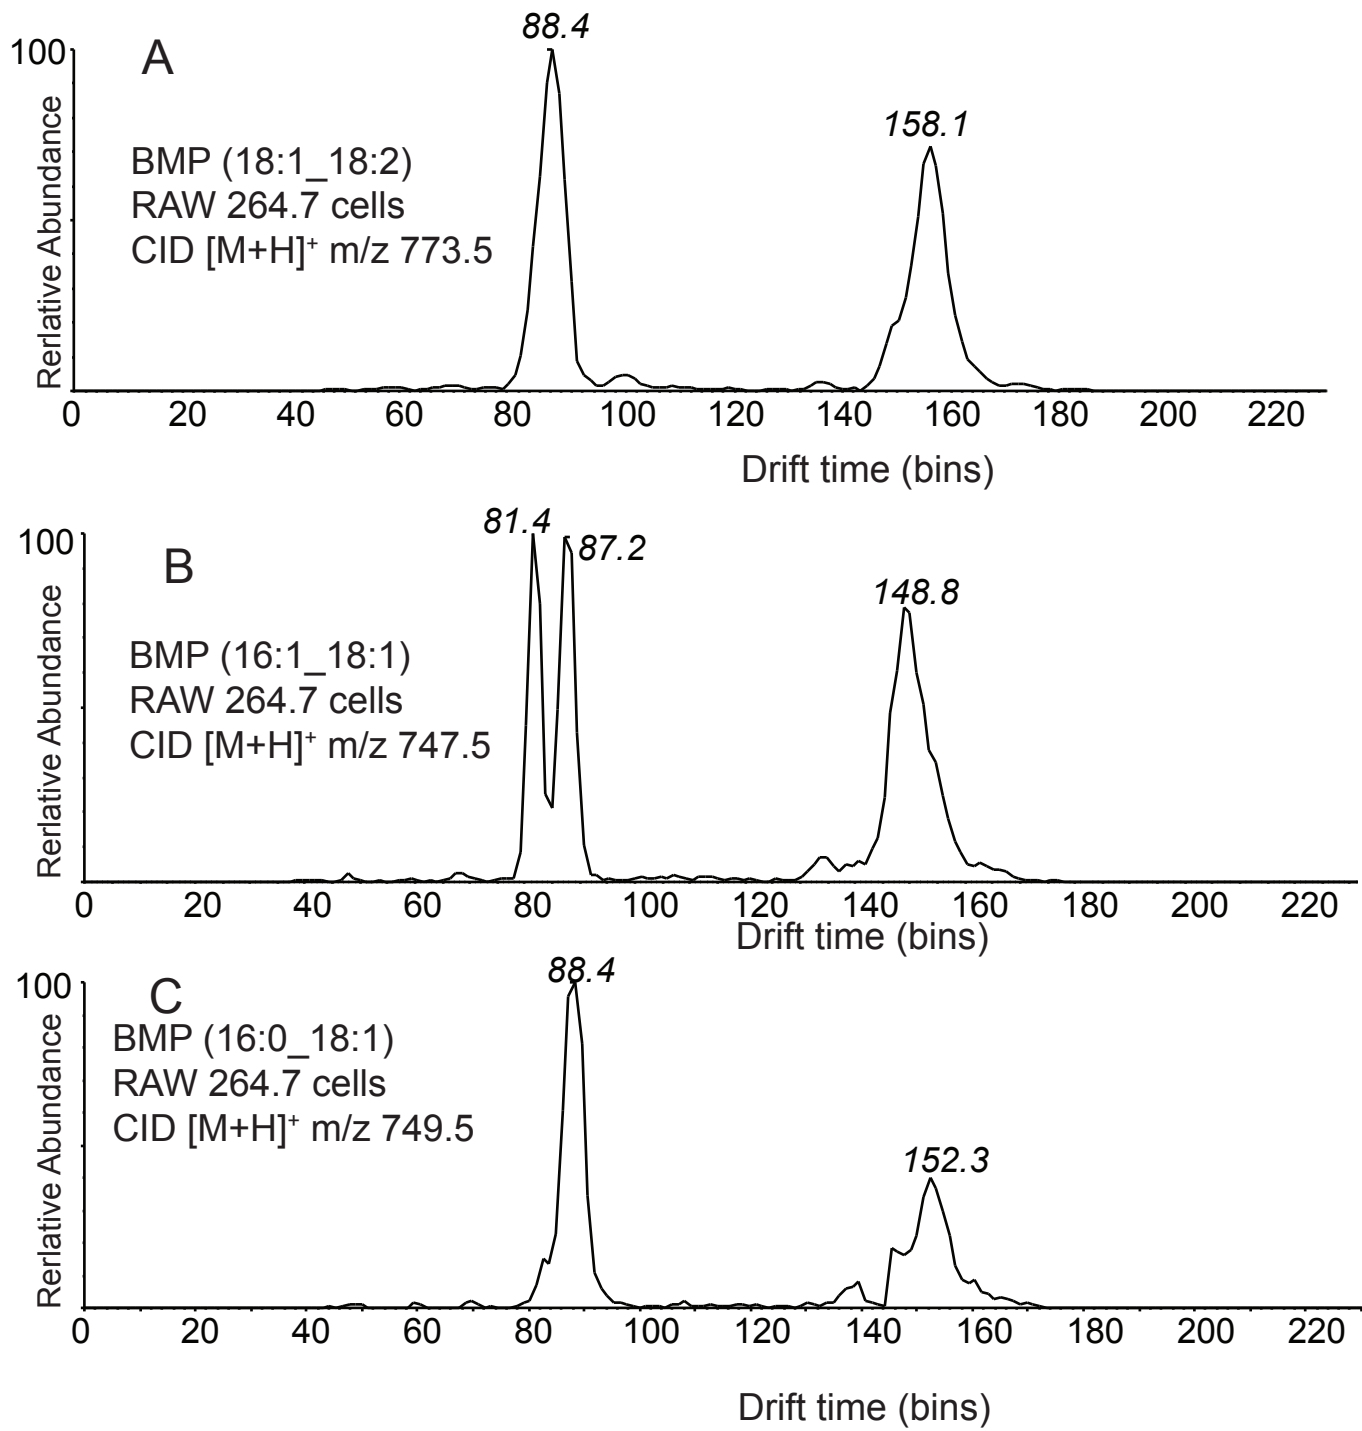 88.4
100
A
158.1
BMP (18:1_18:2)
RAW 264.7 cells
CID [M+H]⁺ m/z 773.5
Rerlative Abundance
0 20 40 60 80 100 120 140 160 180 200 220
Drift time (bins)
81.4
100
B
87.2
148.8
BMP (16:1_18:1)
RAW 264.7 cells
CID [M+H]⁺ m/z 747.5
Rerlative Abundance
0 20 40 60 80 100 120 140 160 180 200 220
Drift time (bins)
88.4
100
C
BMP (16:0_18:1)
RAW 264.7 cells
CID [M+H]⁺ m/z 749.5
152.3
Rerlative Abundance
0 20 40 60 80 100 120 140 160 180 200 220
Drift time (bins)